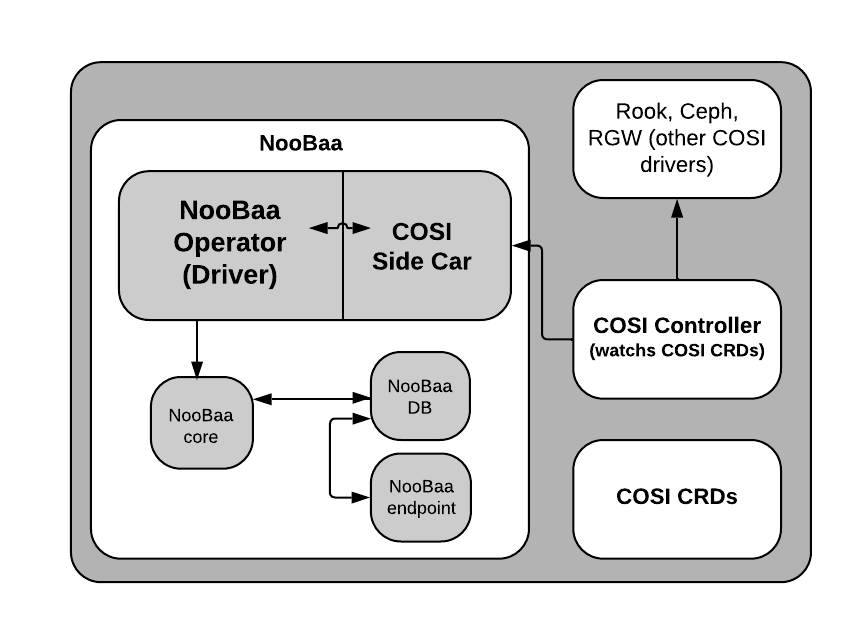 NooBaa
NooBaa
Operator
(Driver)
COSI
Side Car
NooBaa
core
NooBaa
DB
NooBaa
endpoint
Rook, Ceph,
RGW (other COSI
drivers)
COSI Controller
(watchs COSI CRDs)
COSI CRDs